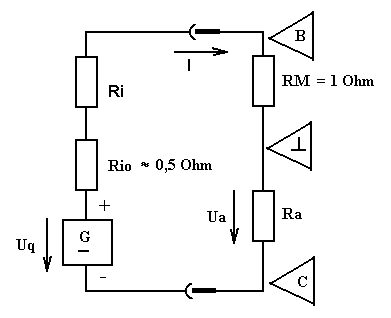 B
I
Ri
RM = 1 Ohm
⊥
Rio ≈ 0,5 Ohm
+
Ua
Ra
Uq
G
-
C